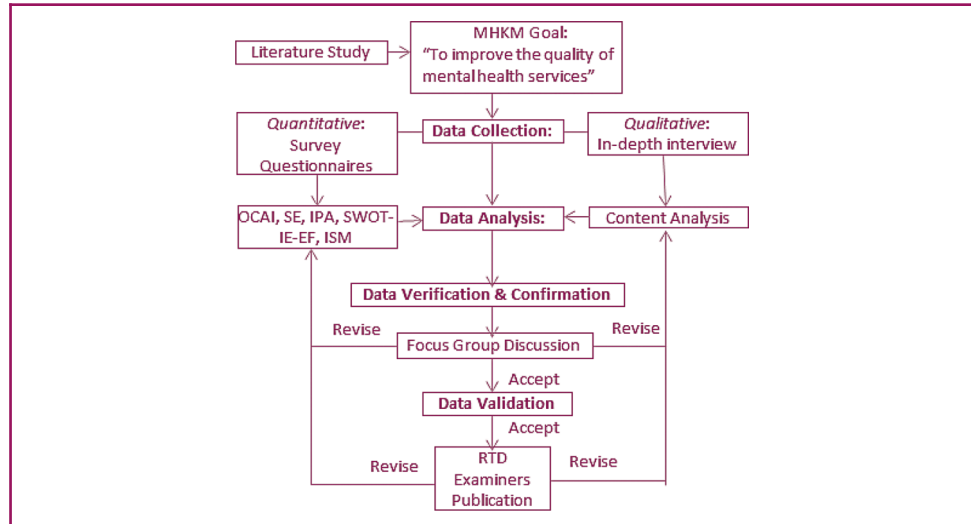 MHKM Goal:
Literature Study
“To improve the quality of
mental health services”
Quantitative:
Survey
Questionnaires
Data Collection:
Qualitative:
In-depth interview
OCAI, SE, IPA, SWOT-
IE-EF, ISM
Data Analysis:
Content Analysis
Data Verification & Confirmation
Revise
Revise
Focus Group Discussion
Accept
Data Validation
Accept
Revise
RTD
Examiners
Publication
Revise